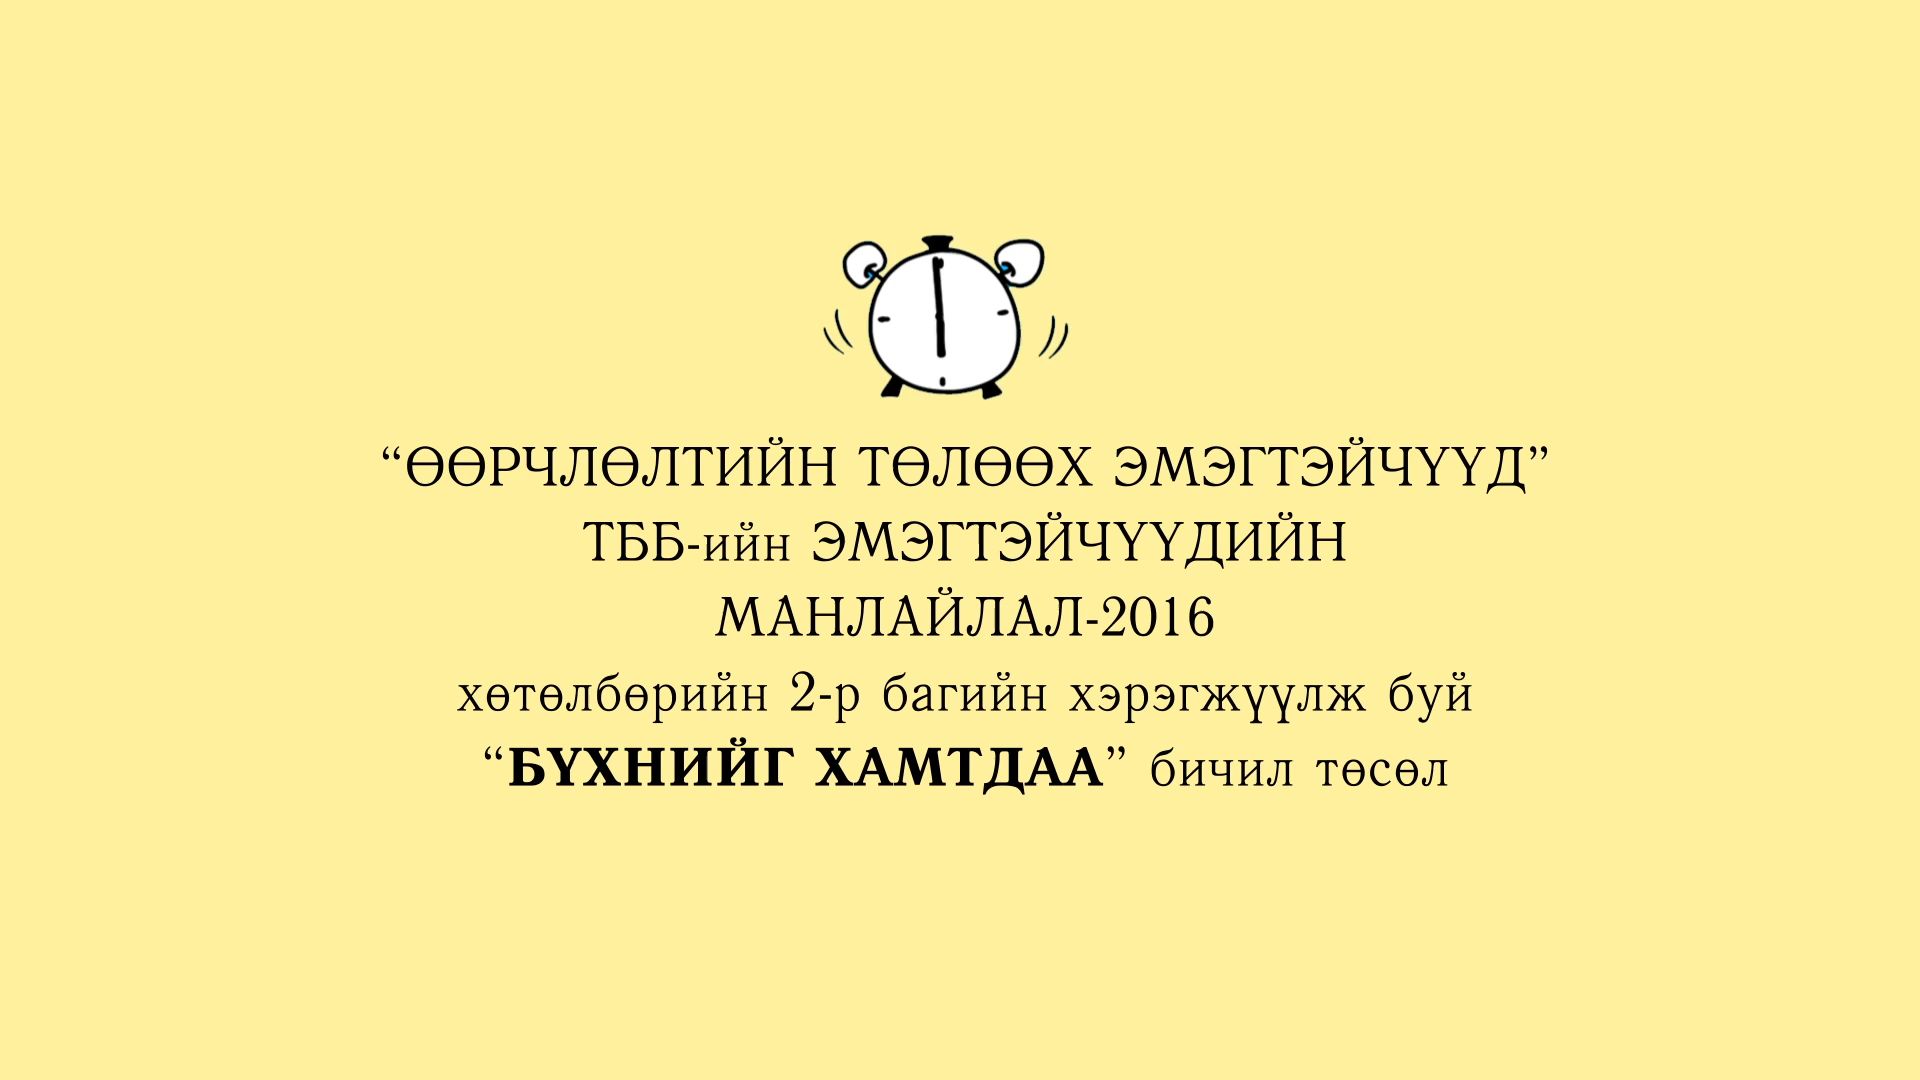 “ӨӨРЧЛӨЛТИЙН ТӨЛӨӨХ ЭМЭГТЭЙЧҮҮД”
ТББ-ийн ЭМЭГТЭЙЧҮҮДИЙН
МАНЛАЙЛАЛ-2016
хөтөлбөрийн 2-р багийн хэрэгжүүлж буй
“БҮХНИЙГ ХАМТДАА” бичил төсөл